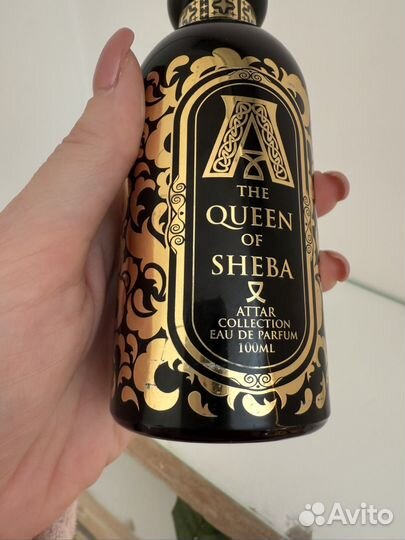 A
THE
QUEEN
OF
SHEBA
ATTAR
COLLECTION
EAU DE PARFUM
100ML
Avito